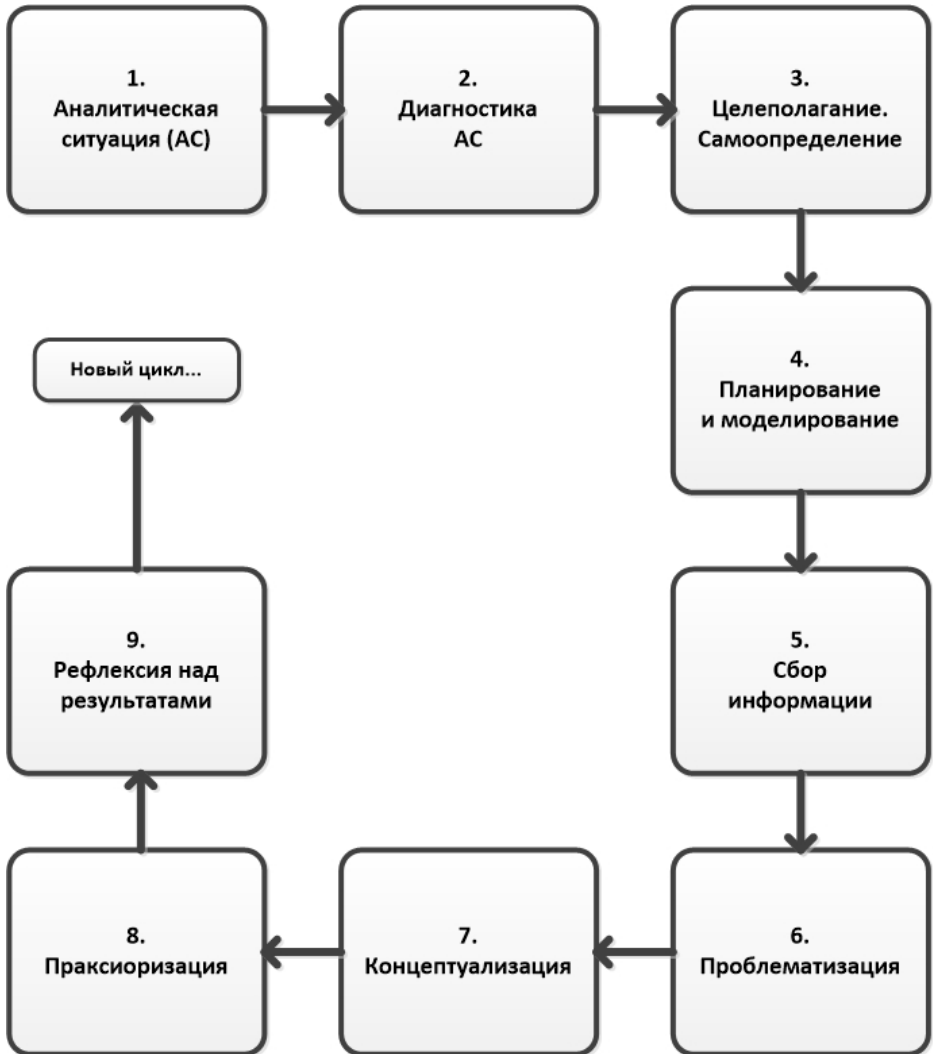 1.
Аналитическая
ситуация (АС)
2.
Диагностика
АС
3.
Целеполагание.
Самоопределение
4.
Планирование
и моделирование
5.
Сбор
информации
6.
Проблематизация
7.
Концептуализация
8.
Праксиоризация
9.
Рефлексия над
результатами
Новый цикл...